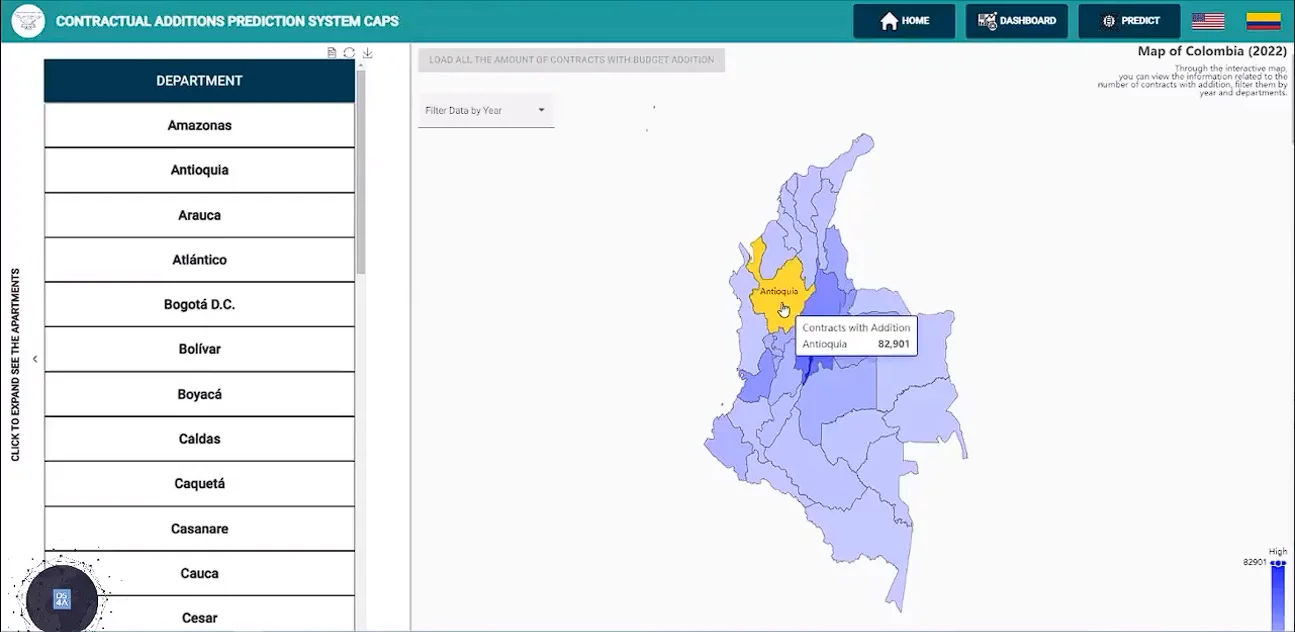 CONTRACTUAL ADDITIONS PREDICTION SYSTEM CAPS
HOME
DASHBOARD
PREDICT
DEPARTMENT
Amazonas
Antioquia
Arauca
Atlántico
Bogotá D.C.
Bolívar
Boyacá
Caldas
Caquetá
Casanare
Cauca
Cesar
CLICK TO EXPAND SEE THE APARTMENTS
DS
4A
LOAD ALL THE AMOUNT OF CONTRACTS WITH BUDGET ADDITION
Filter Data by Year
Map of Colombia (2022)
Through the interactive map,
you can view the information related to the
number of contracts with addition, filter them by
year and departments.
Antioquia
Contracts with Addition
Antioquia 82,901
High
82901